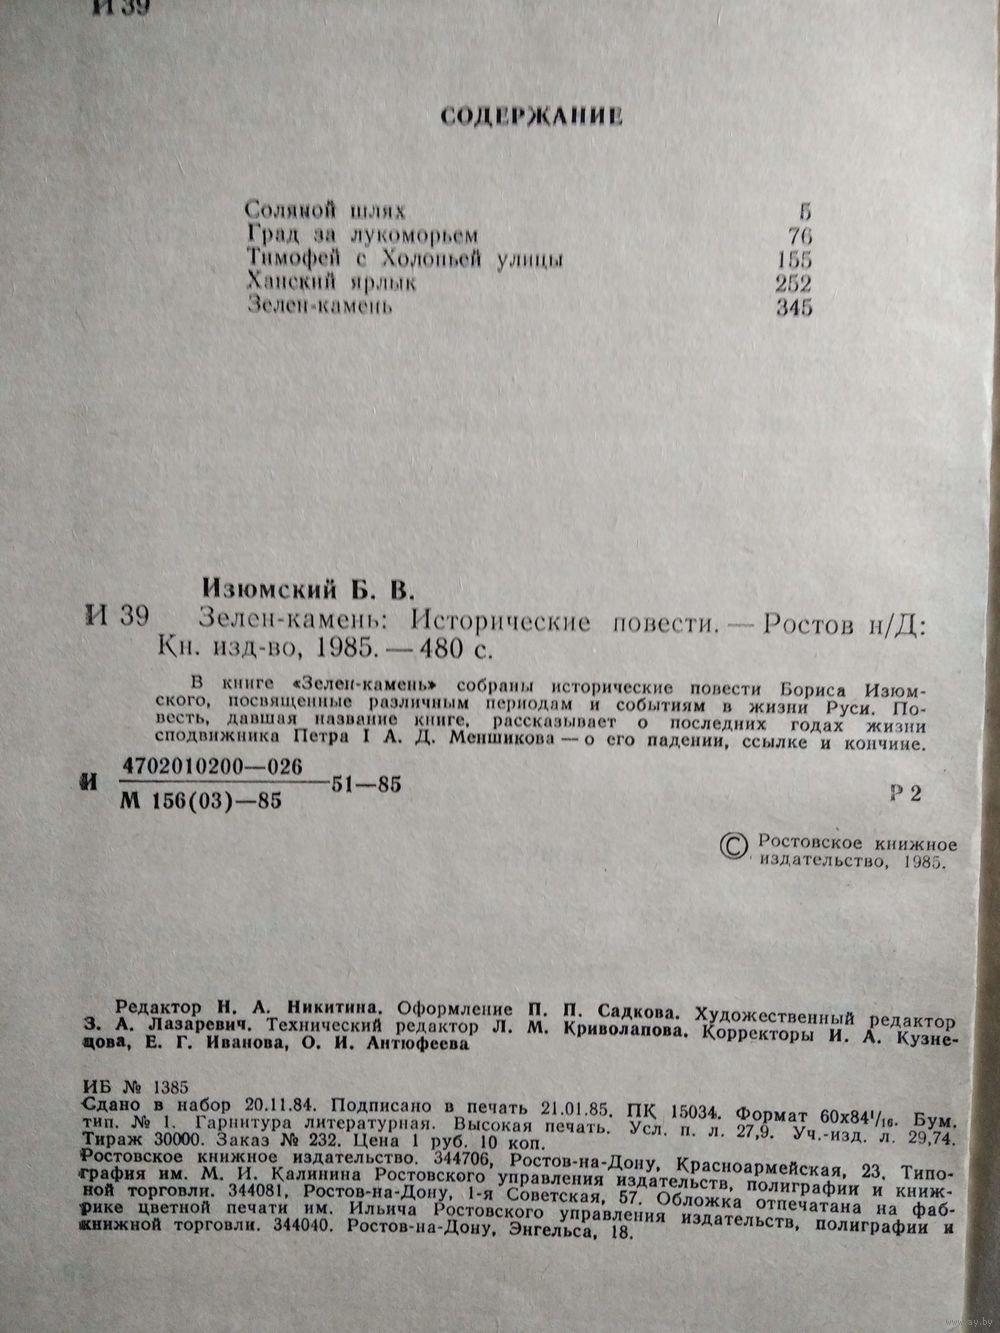 И 39
СОДЕРЖАНИЕ
Соляной шлях 5
Град за лукоморьем 76
Тимофей с Холопьей улицы 155
Ханский ярлык 252
Зелен-камень 345
Изюмский Б. В.
И 39 Зелен-камень: Исторические повести. — Ростов н/Д:
Кн. изд-во, 1985. — 480 с.
В книге «Зелен-камень» собраны исторические повести Бориса Изюм-
ского, посвященные различным периодам и событиям в жизни Руси. По-
весть, давшая название книге, рассказывает о последних годах жизни
сподвижника Петра I А. Д. Меншикова — о его падении, ссылке и кончине.
4702010200—026
И 51—85
М 156(03)—85
Р 2
© Ростовское книжное
издательство, 1985.
Редактор Н. А. Никитина. Оформление П. П. Садкова. Художественный редактор
З. А. Лазаревич. Технический редактор Л. М. Криволапова. Корректоры И. А. Кузне-
цова, Е. Г. Иванова, О. И. Антюфеева
ИБ № 1385
Сдано в набор 20.11.84. Подписано в печать 21.01.85. ПК 15034. Формат 60х84¹/₁₆. Бум.
тип. № 1. Гарнитура литературная. Высокая печать. Усл. п. л. 27,9. Уч.-изд. л. 29,74.
Тираж 30000. Заказ № 232. Цена 1 руб. 10 коп.
Ростовское книжное издательство. 344706, Ростов-на-Дону, Красноармейская, 23. Типо-
графия им. М. И. Калинина Ростовского управления издательств, полиграфии и книж-
ной торговли. 344081, Ростов-на-Дону, 1-я Советская, 57. Обложка отпечатана на фаб-
рике цветной печати им. Ильича Ростовского управления издательств, полиграфии и
книжной торговли. 344040. Ростов-на-Дону, Энгельса, 18.
www.ay.by